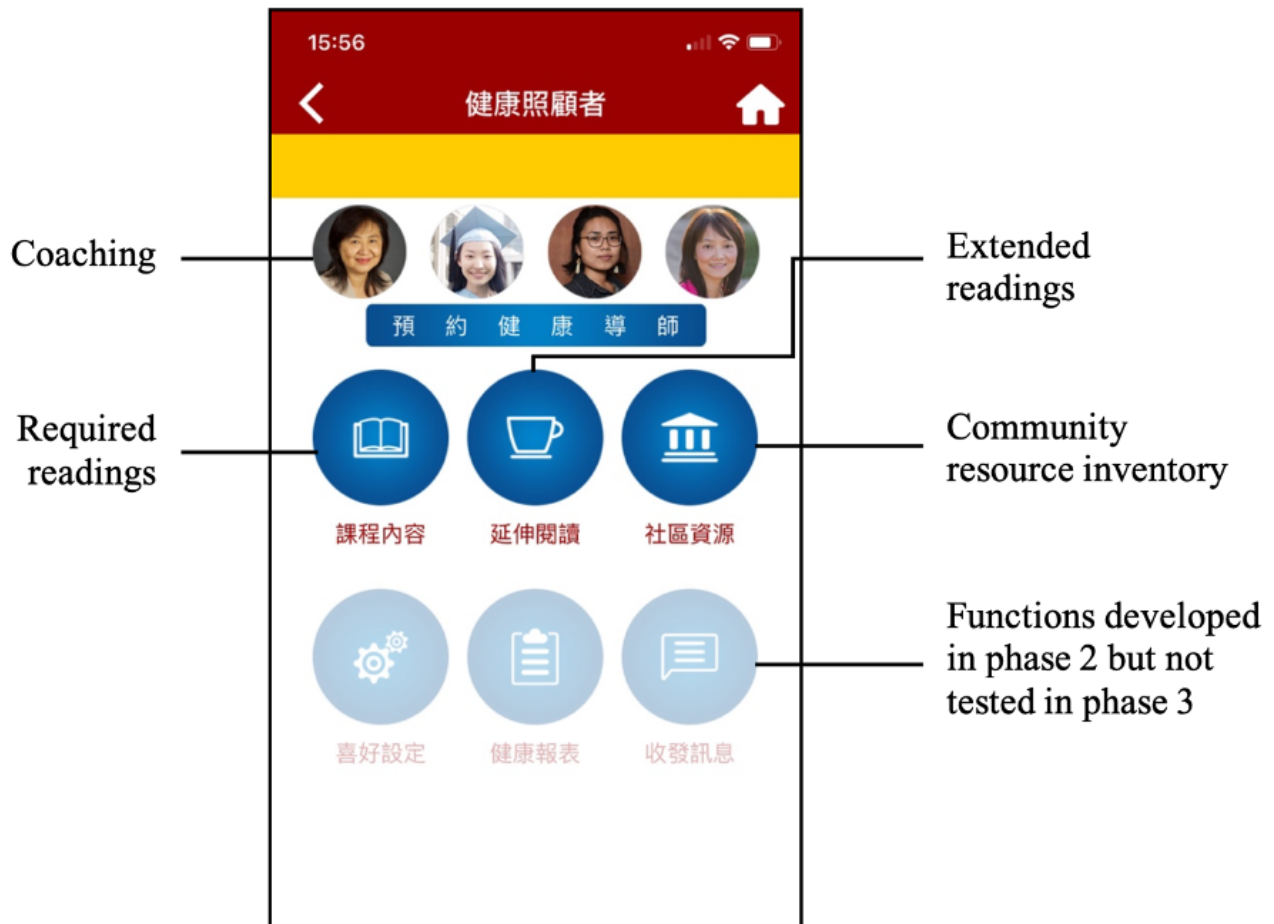 15:56
健康照顧者
Coaching
Extended
readings
預約健康導師
Required
readings
Community
resource inventory
課程內容
延伸閱讀
社區資源
Functions developed
in phase 2 but not
tested in phase 3
喜好設定
健康報表
收發訊息